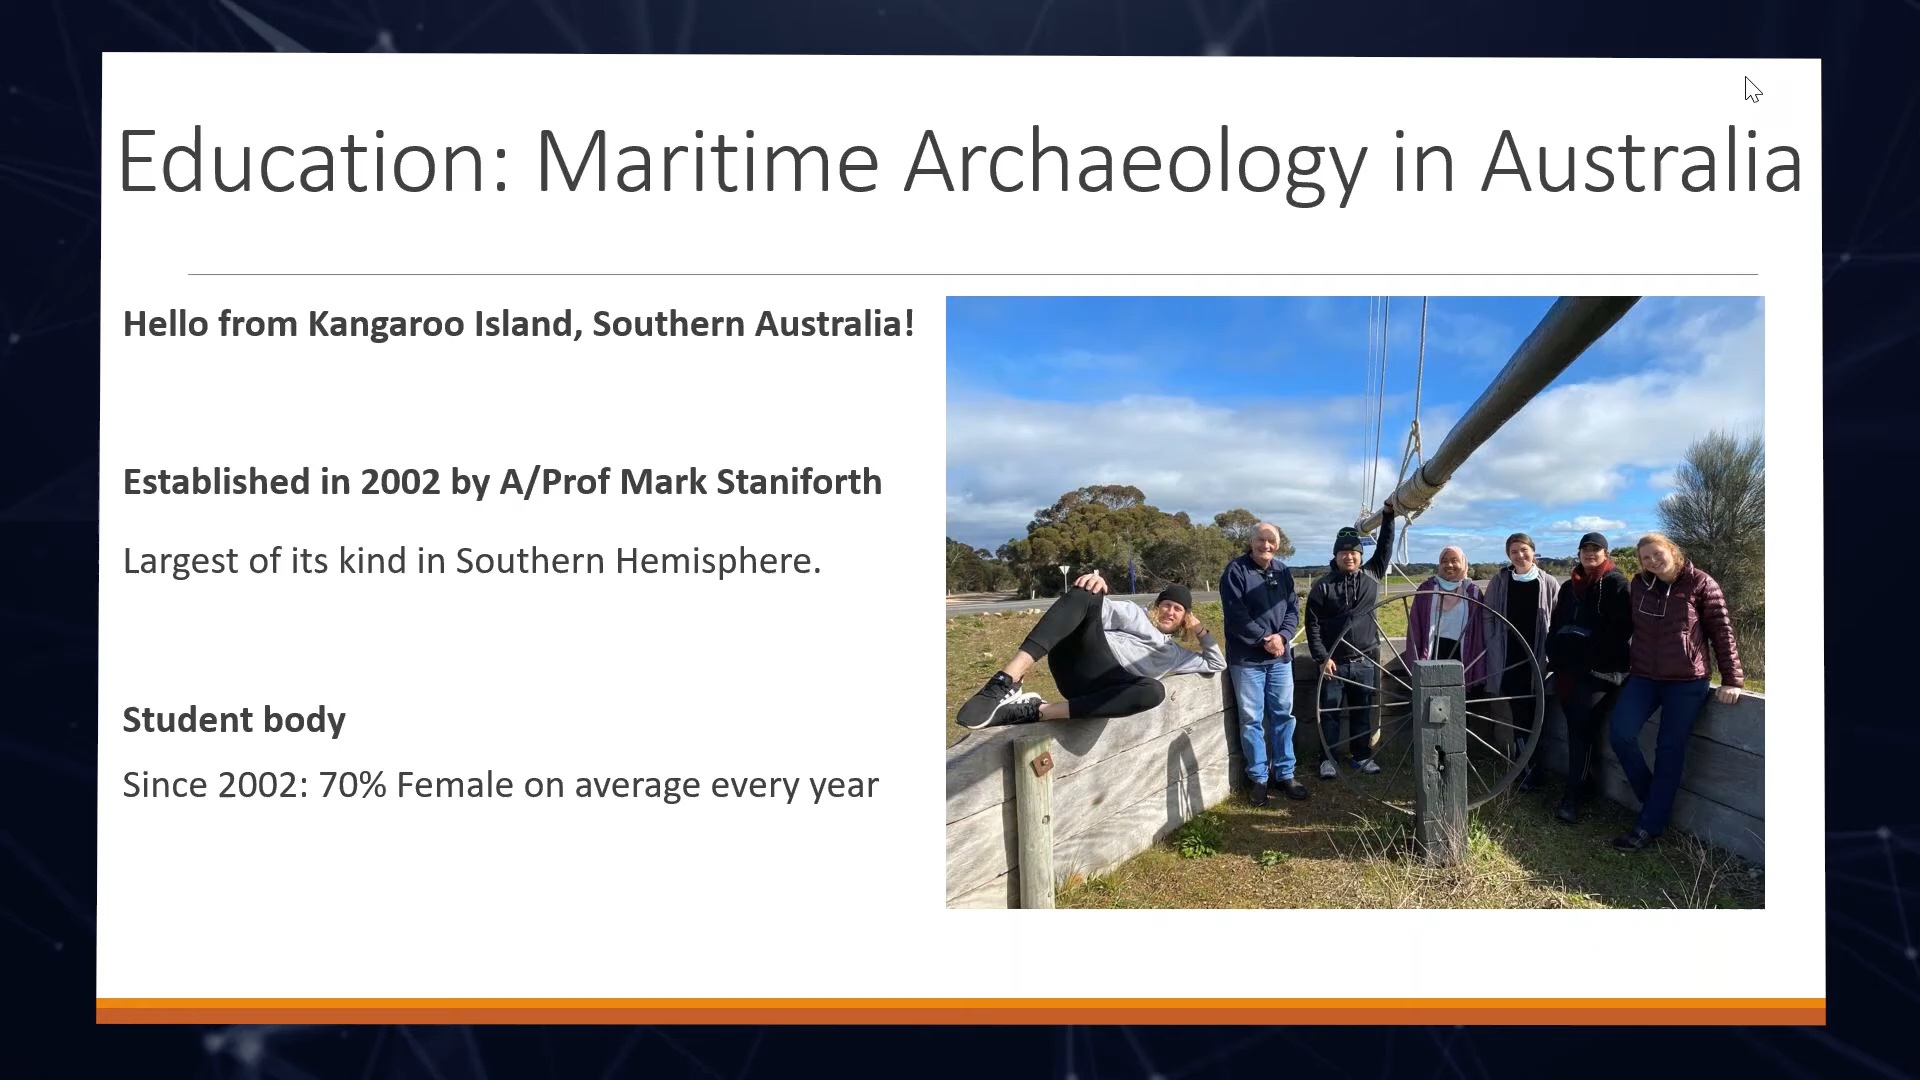 Education: Maritime Archaeology in Australia
Hello from Kangaroo Island, Southern Australia!
Established in 2002 by A/Prof Mark Staniforth
Largest of its kind in Southern Hemisphere.
Student body
Since 2002: 70% Female on average every year